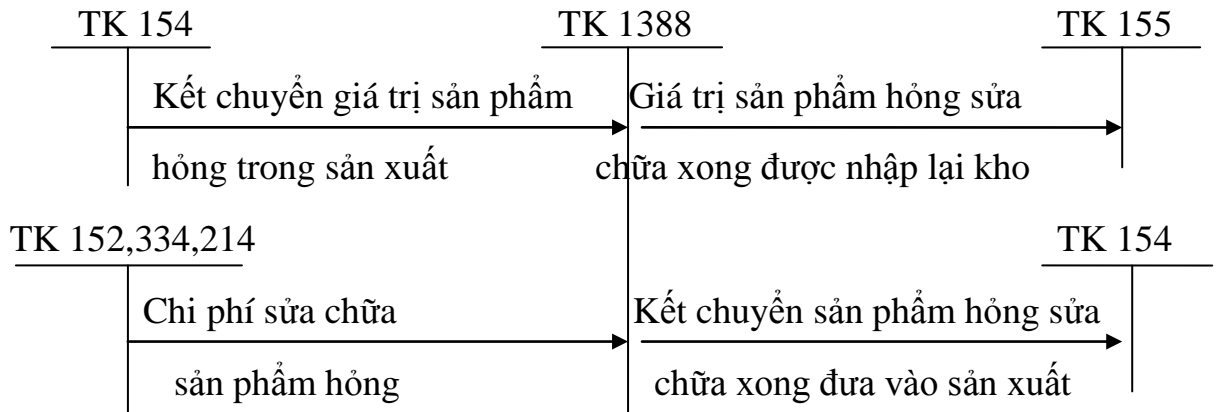 TK 154
TK 1388
TK 155
Kết chuyển giá trị sản phẩm
Giá trị sản phẩm hỏng sửa
hỏng trong sản xuất
chữa xong được nhập lại kho
TK 152,334,214
TK 154
Chi phí sửa chữa
Kết chuyển sản phẩm hỏng sửa
sản phẩm hỏng
chữa xong đưa vào sản xuất